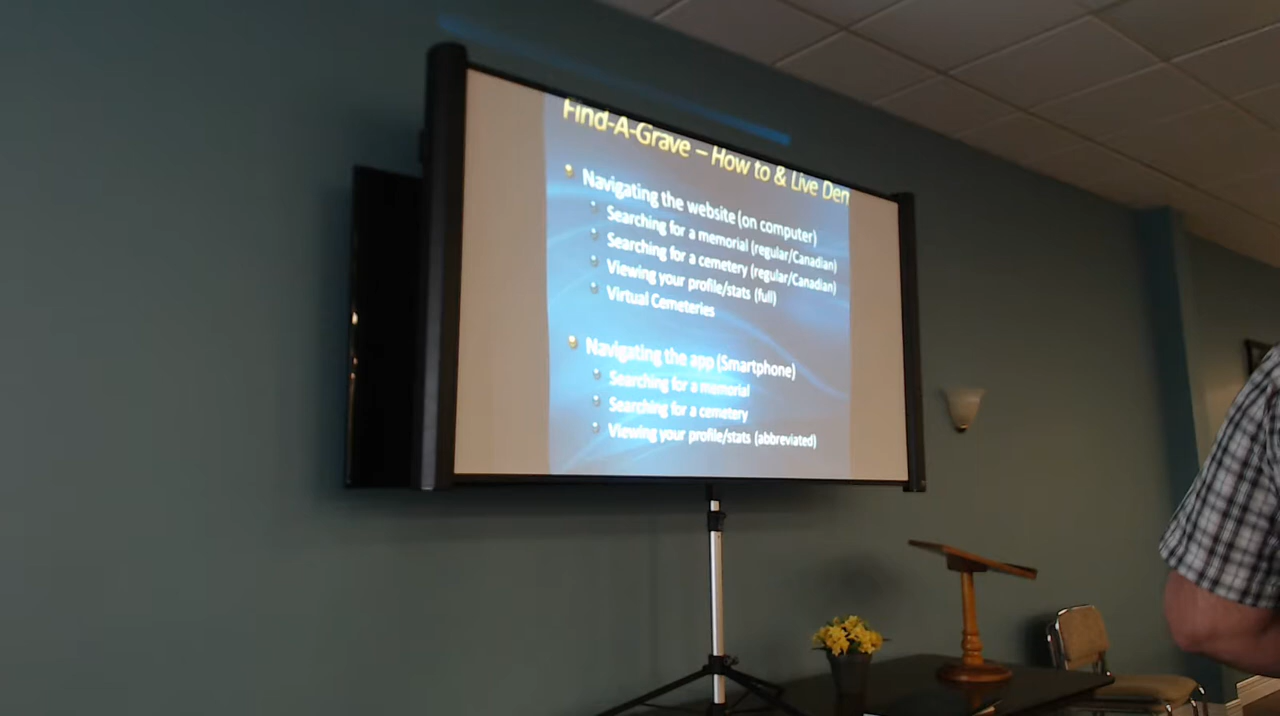 Find-A-Grave – How to & Live Dem
Navigating the website (on computer)
Searching for a memorial (regular/Canadian)
Searching for a cemetery (regular/Canadian)
Viewing your profile/stats (full)
Virtual Cemeteries
Navigating the app (Smartphone)
Searching for a memorial
Searching for a cemetery
Viewing your profile/stats (abbreviated)